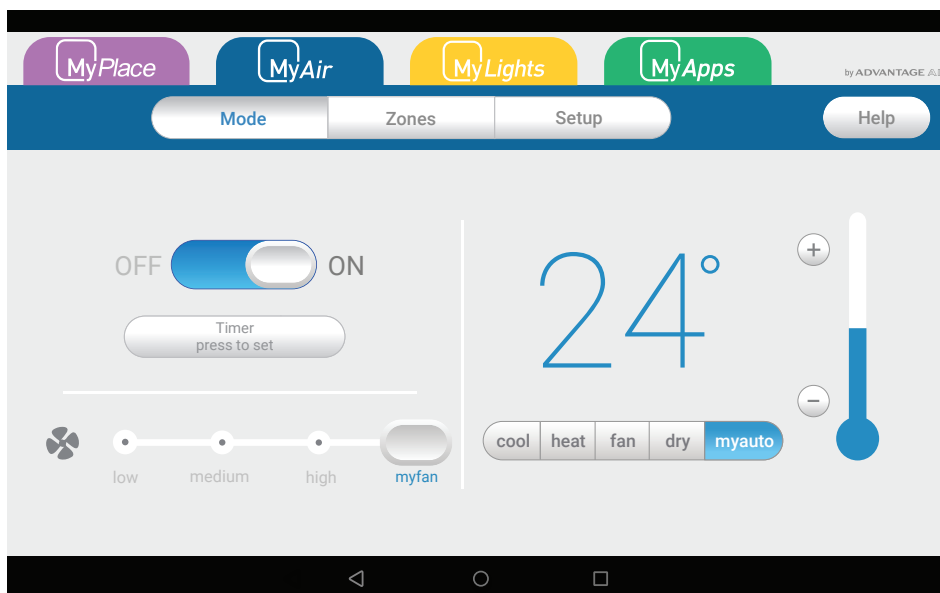 MyPlace
MyAir
MyLights
MyApps
by ADVANTAGE
Mode
Zones
Setup
Help
OFF
ON
Timer
press to set
24°
+
−
low
medium
high
myfan
cool
heat
fan
dry
myauto